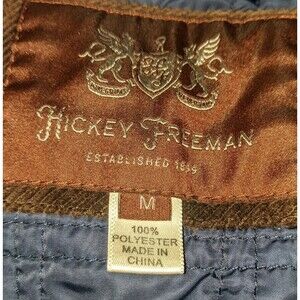 HICKEY FREEMAN
ESTABLISHED 1899
M
100%
POLYESTER
MADE IN
CHINA